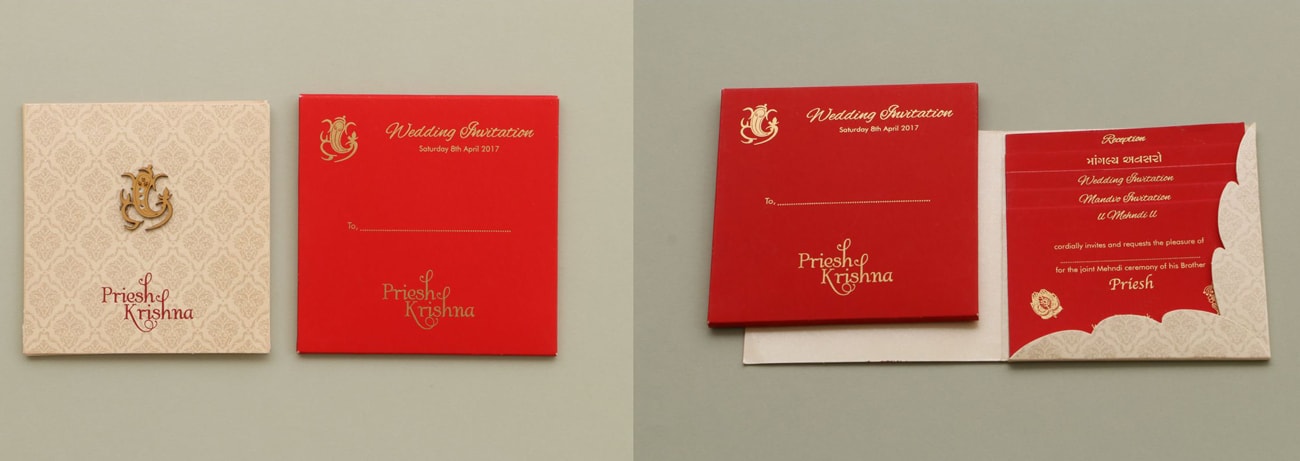 Priesh
Krishna
Wedding Invitation
Saturday 8th April 2017
To,
Priesh
Krishna
Wedding Invitation
Saturday 8th April 2017
To,
Priesh
Krishna
Reception
માંગલ્ય અવસરો
Wedding Invitation
Mandvo Invitation
ll Mehndi ll
cordially invites and requests the pleasure of
for the joint Mehndi ceremony of his Brother
Priesh